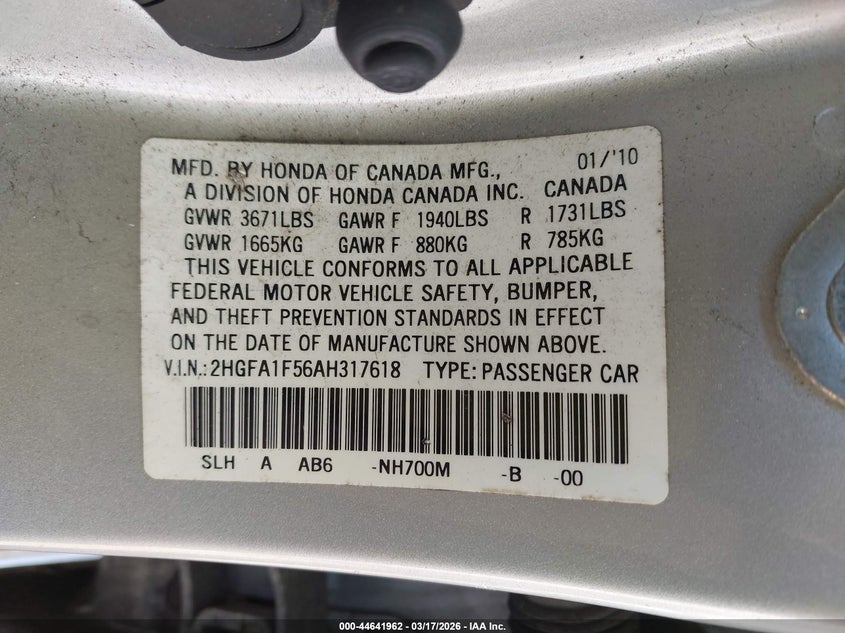 MFD. BY HONDA OF CANADA MFG., 01/'10
A DIVISION OF HONDA CANADA INC. CANADA
GVWR 3671LBS GAWR F 1940LBS R 1731LBS
GVWR 1665KG GAWR F 880KG R 785KG
THIS VEHICLE CONFORMS TO ALL APPLICABLE
FEDERAL MOTOR VEHICLE SAFETY, BUMPER,
AND THEFT PREVENTION STANDARDS IN EFFECT
ON THE DATE OF MANUFACTURE SHOWN ABOVE.
V.I.N.: 2HGFA1F56AH317618 TYPE: PASSENGER CAR
SLH A AB6 -NH700M -B -00
000-44641962 - 03/17/2026 - IAA Inc.